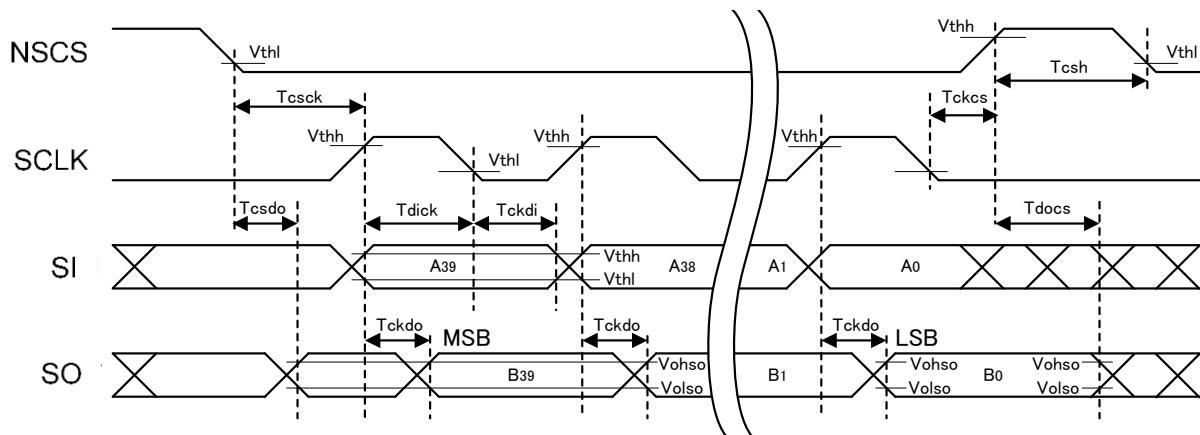 NSCS Vthl Vthh Vthl
Tcsck Tckcs Tcsh
SCLK Vthh Vthl Vthh Vthh
Tcsdo Tdick Tckdi Tdocs
SI A39 Vthh Vthl A38 A1 A0
Tckdo MSB Tckdo Tckdo LSB
SO B39 Vohso Volso B1 Vohso Volso B0 Vohso Volso